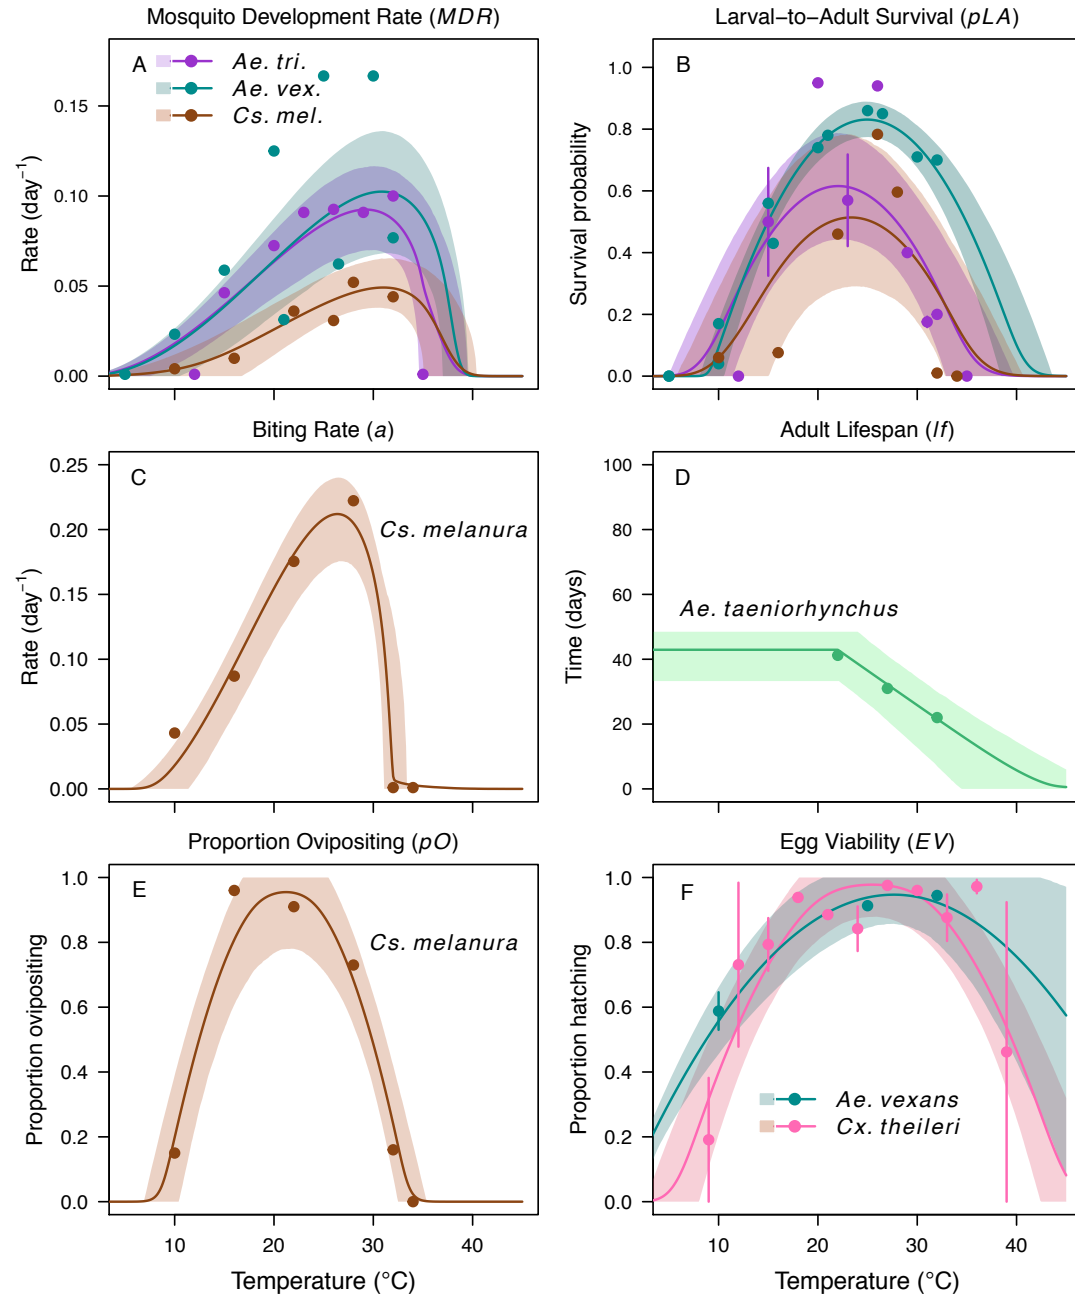 Mosquito Development Rate (MDR)
A
Ae. tri.
Ae. vex.
Cs. mel.
Rate (day⁻¹)
0.15
0.10
0.05
0.00
Larval−to−Adult Survival (pLA)
B
Survival probability
1.0
0.8
0.6
0.4
0.2
0.0
Biting Rate (a)
C
Cs. melanura
Rate (day⁻¹)
0.25
0.20
0.15
0.10
0.05
0.00
Adult Lifespan (lf)
D
Ae. taeniorhynchus
Time (days)
100
80
60
40
20
0
Proportion Ovipositing (pO)
E
Cs. melanura
Proportion ovipositing
1.0
0.8
0.6
0.4
0.2
0.0
10 20 30 40
Temperature (°C)
Egg Viability (EV)
F
Ae. vexans
Cx. theileri
Proportion hatching
1.0
0.8
0.6
0.4
0.2
0.0
10 20 30 40
Temperature (°C)